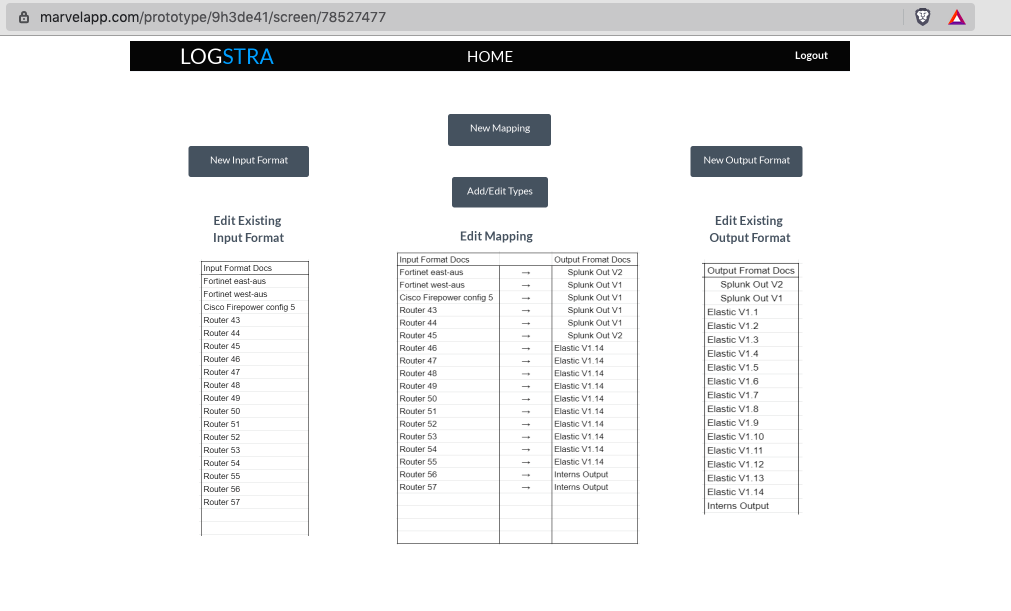 marvelapp.com/prototype/9h3de41/screen/78527477
LOGSTRA
HOME
Logout
New Mapping
New Input Format
New Output Format
Add/Edit Types
Edit Existing
Input Format
Edit Mapping
Edit Existing
Output Format
Input Format Docs
Fortinet east-aus
Fortinet west-aus
Cisco Firepower config 5
Router 43
Router 44
Router 45
Router 46
Router 47
Router 48
Router 49
Router 50
Router 51
Router 52
Router 53
Router 54
Router 55
Router 56
Router 57
Input Format Docs Output Fromat Docs
Fortinet east-aus → Splunk Out V2
Fortinet west-aus → Splunk Out V1
Cisco Firepower config 5 → Splunk Out V1
Router 43 → Splunk Out V1
Router 44 → Splunk Out V1
Router 45 → Splunk Out V2
Router 46 → Elastic V1.14
Router 47 → Elastic V1.14
Router 48 → Elastic V1.14
Router 49 → Elastic V1.14
Router 50 → Elastic V1.14
Router 51 → Elastic V1.14
Router 52 → Elastic V1.14
Router 53 → Elastic V1.14
Router 54 → Elastic V1.14
Router 55 → Elastic V1.14
Router 56 → Interns Output
Router 57 → Interns Output
Output Fromat Docs
Splunk Out V2
Splunk Out V1
Elastic V1.1
Elastic V1.2
Elastic V1.3
Elastic V1.4
Elastic V1.5
Elastic V1.6
Elastic V1.7
Elastic V1.8
Elastic V1.9
Elastic V1.10
Elastic V1.11
Elastic V1.12
Elastic V1.13
Elastic V1.14
Interns Output